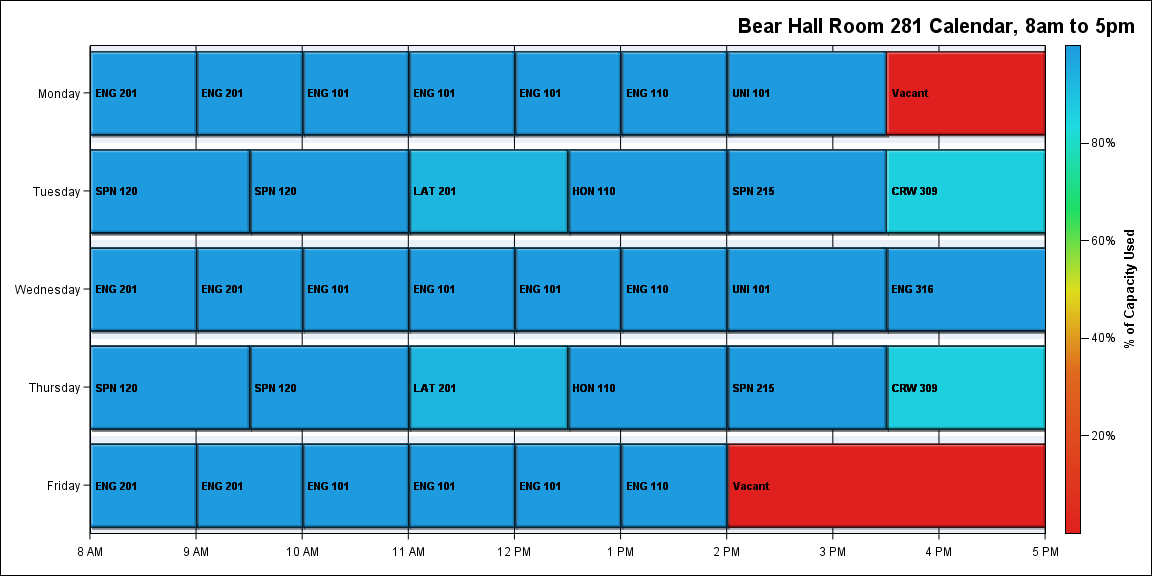 Bear Hall Room 281 Calendar, 8am to 5pm
Monday
ENG 201
ENG 201
ENG 101
ENG 101
ENG 101
ENG 110
UNI 101
Vacant
Tuesday
SPN 120
SPN 120
LAT 201
HON 110
SPN 215
CRW 309
Wednesday
ENG 201
ENG 201
ENG 101
ENG 101
ENG 101
ENG 110
UNI 101
ENG 316
Thursday
SPN 120
SPN 120
LAT 201
HON 110
SPN 215
CRW 309
Friday
ENG 201
ENG 201
ENG 101
ENG 101
ENG 101
ENG 110
Vacant
8 AM
9 AM
10 AM
11 AM
12 PM
1 PM
2 PM
3 PM
4 PM
5 PM
80%
60%
40%
20%
% of Capacity Used